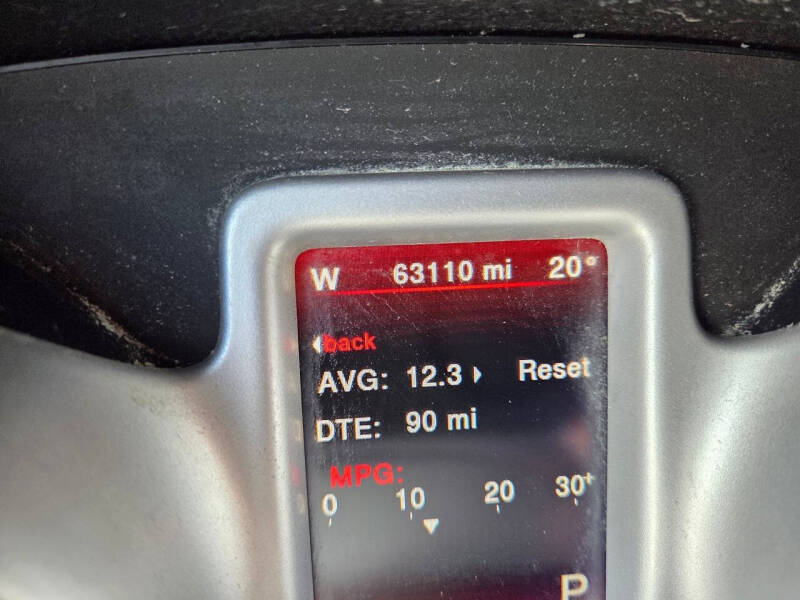 W 63110 mi 20°
back
AVG: 12.3 Reset
DTE: 90 mi
MPG:
0 10 20 30+
P